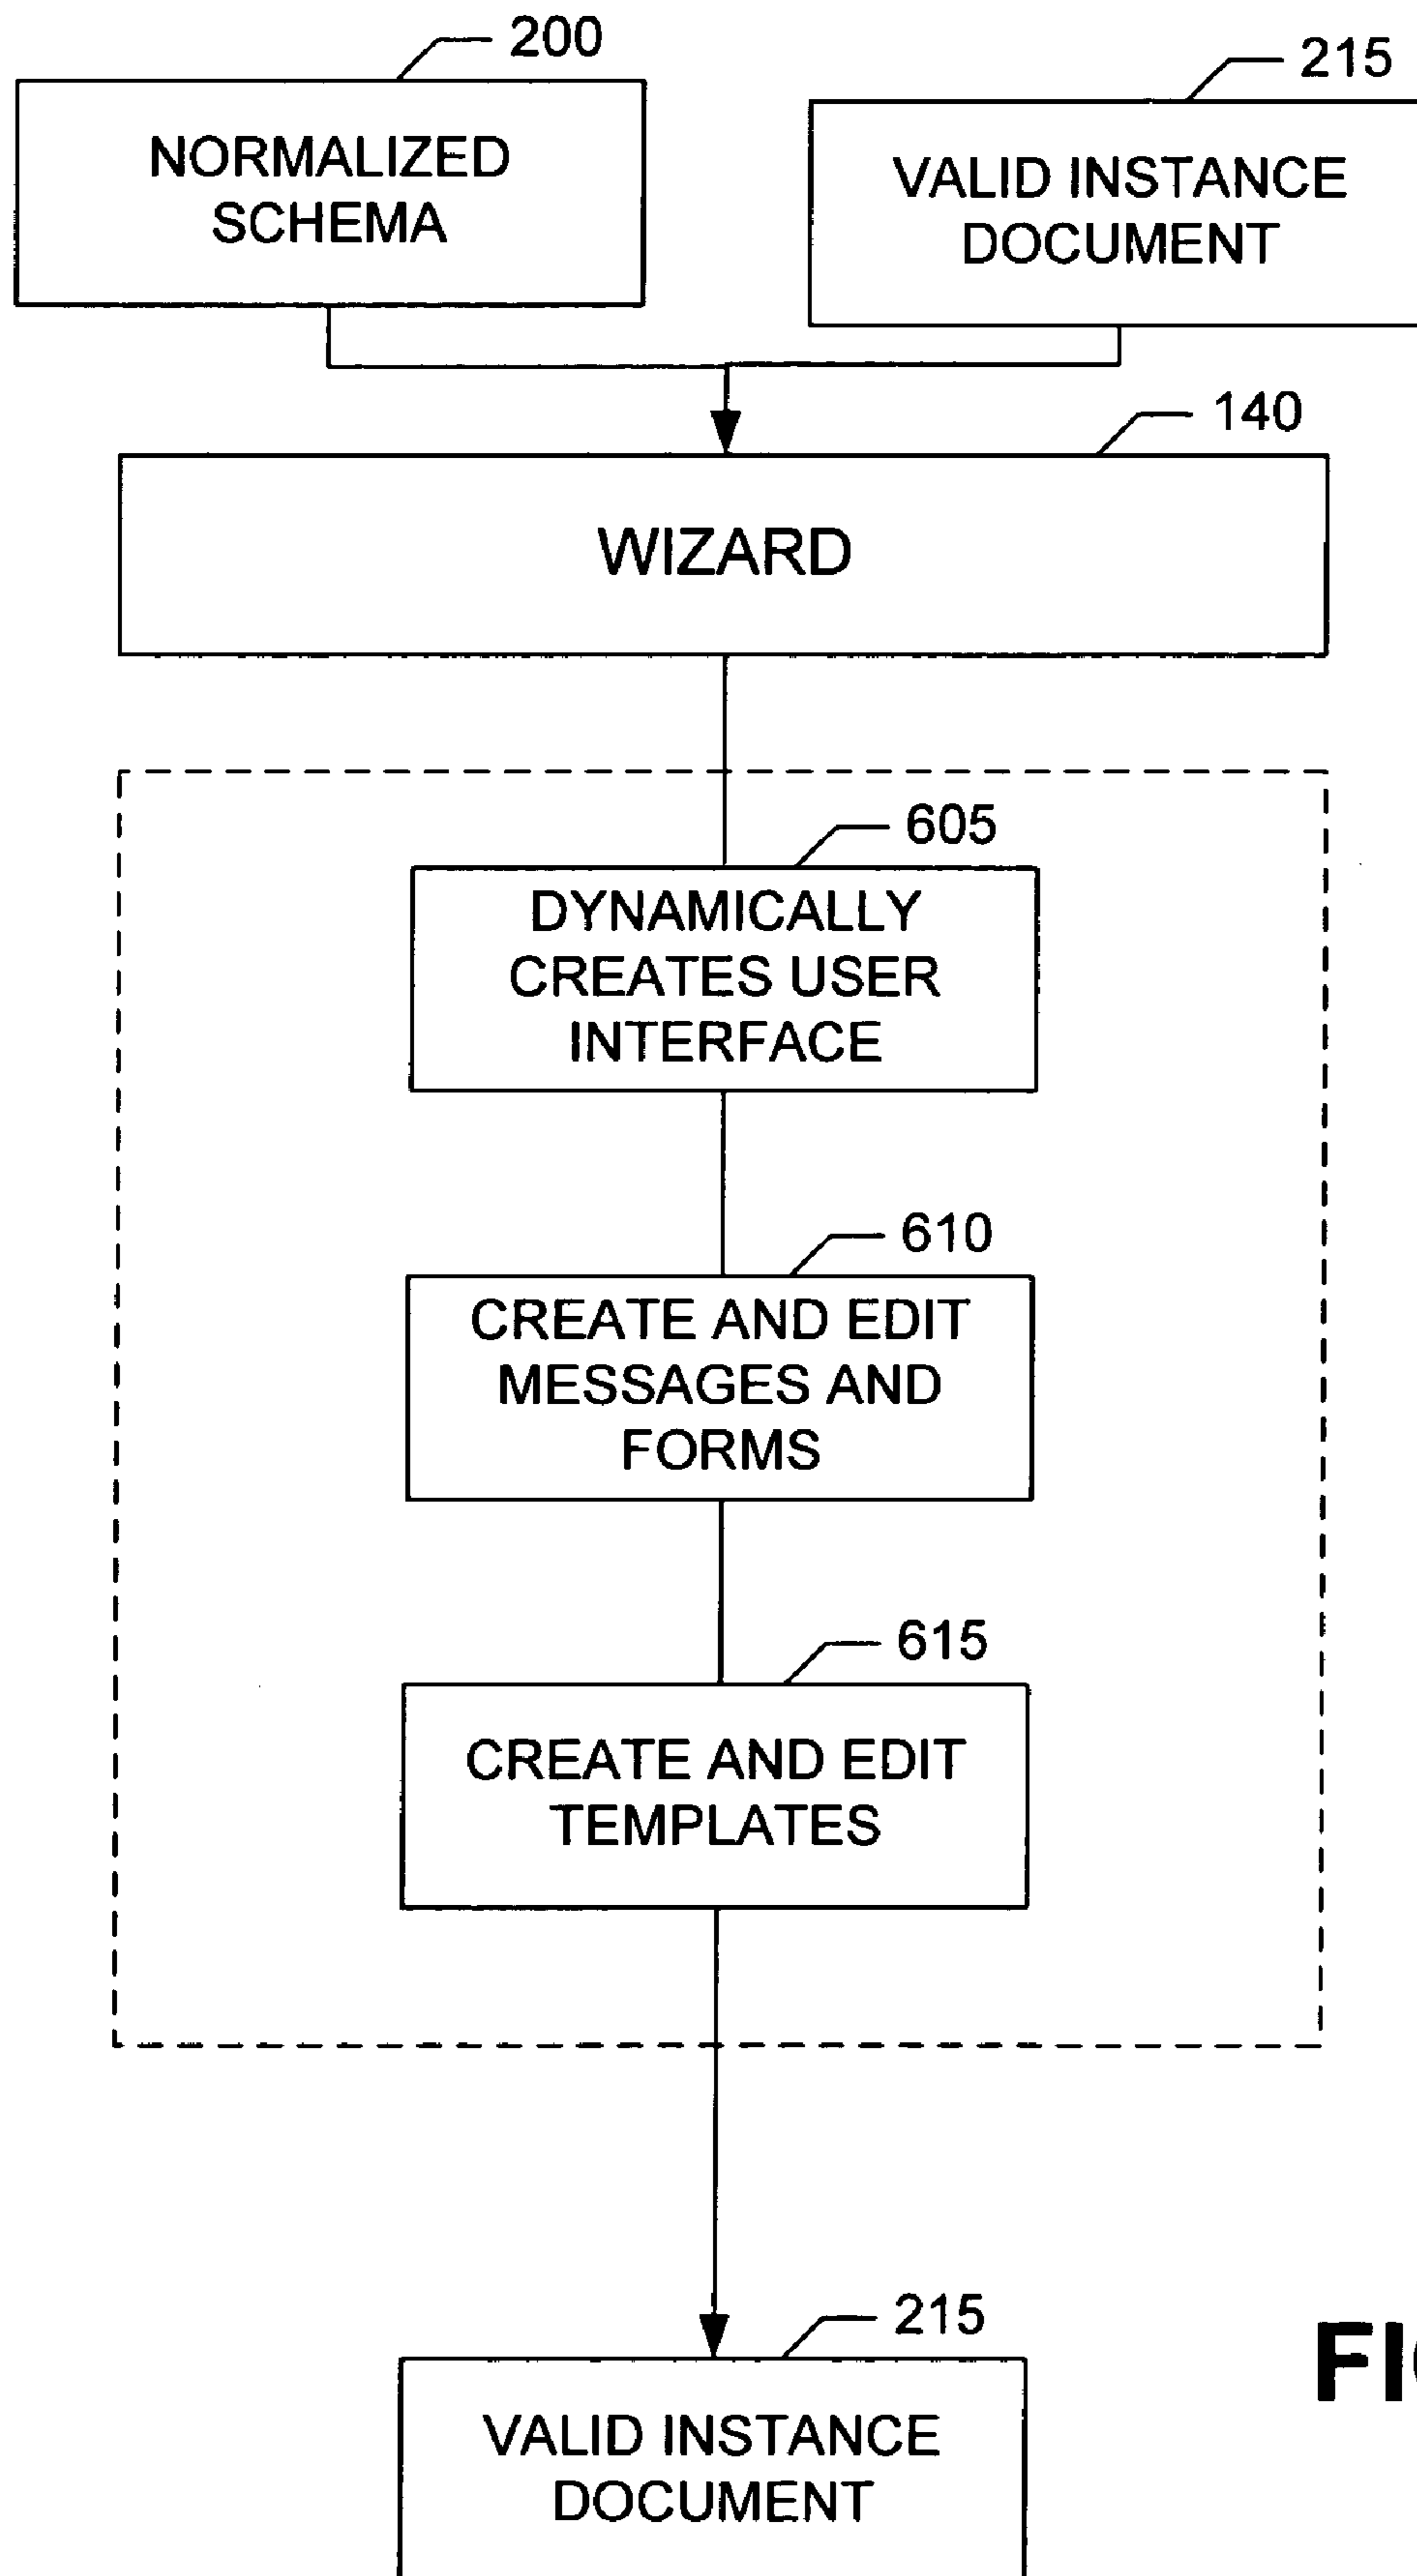 200
NORMALIZED
SCHEMA
215
VALID INSTANCE
DOCUMENT
140
WIZARD
605
DYNAMICALLY
CREATES USER
INTERFACE
610
CREATE AND EDIT
MESSAGES AND
FORMS
615
CREATE AND EDIT
TEMPLATES
215
VALID INSTANCE
DOCUMENT